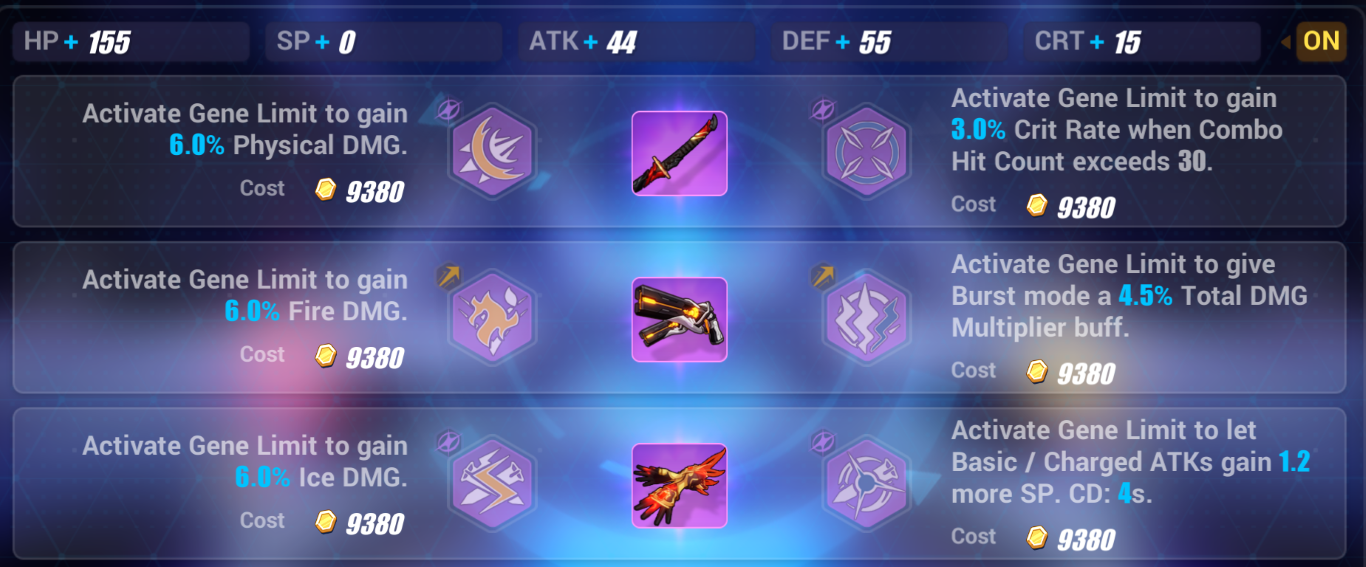 HP + 155 SP + 0 ATK + 44 DEF + 55 CRT + 15 ON
Activate Gene Limit to gain
6.0% Physical DMG.
Cost 9380
Activate Gene Limit to gain
3.0% Crit Rate when Combo
Hit Count exceeds 30.
Cost 9380
Activate Gene Limit to gain
6.0% Fire DMG.
Cost 9380
Activate Gene Limit to give
Burst mode a 4.5% Total DMG
Multiplier buff.
Cost 9380
Activate Gene Limit to gain
6.0% Ice DMG.
Cost 9380
Activate Gene Limit to let
Basic / Charged ATKs gain 1.2
more SP. CD: 4s.
Cost 9380